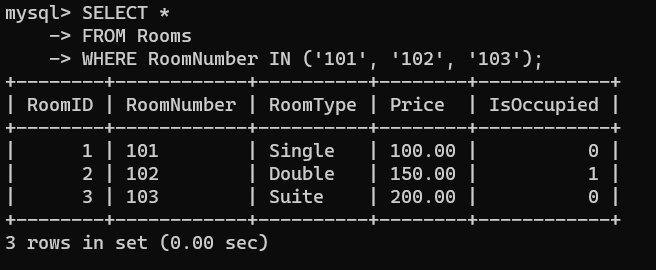 mysql> SELECT *
    -> FROM Rooms
    -> WHERE RoomNumber IN ('101', '102', '103');
+--------+------------+----------+--------+------------+
| RoomID | RoomNumber | RoomType | Price  | IsOccupied |
+--------+------------+----------+--------+------------+
|      1 | 101        | Single   | 100.00 |          0 |
|      2 | 102        | Double   | 150.00 |          1 |
|      3 | 103        | Suite    | 200.00 |          0 |
+--------+------------+----------+--------+------------+
3 rows in set (0.00 sec)